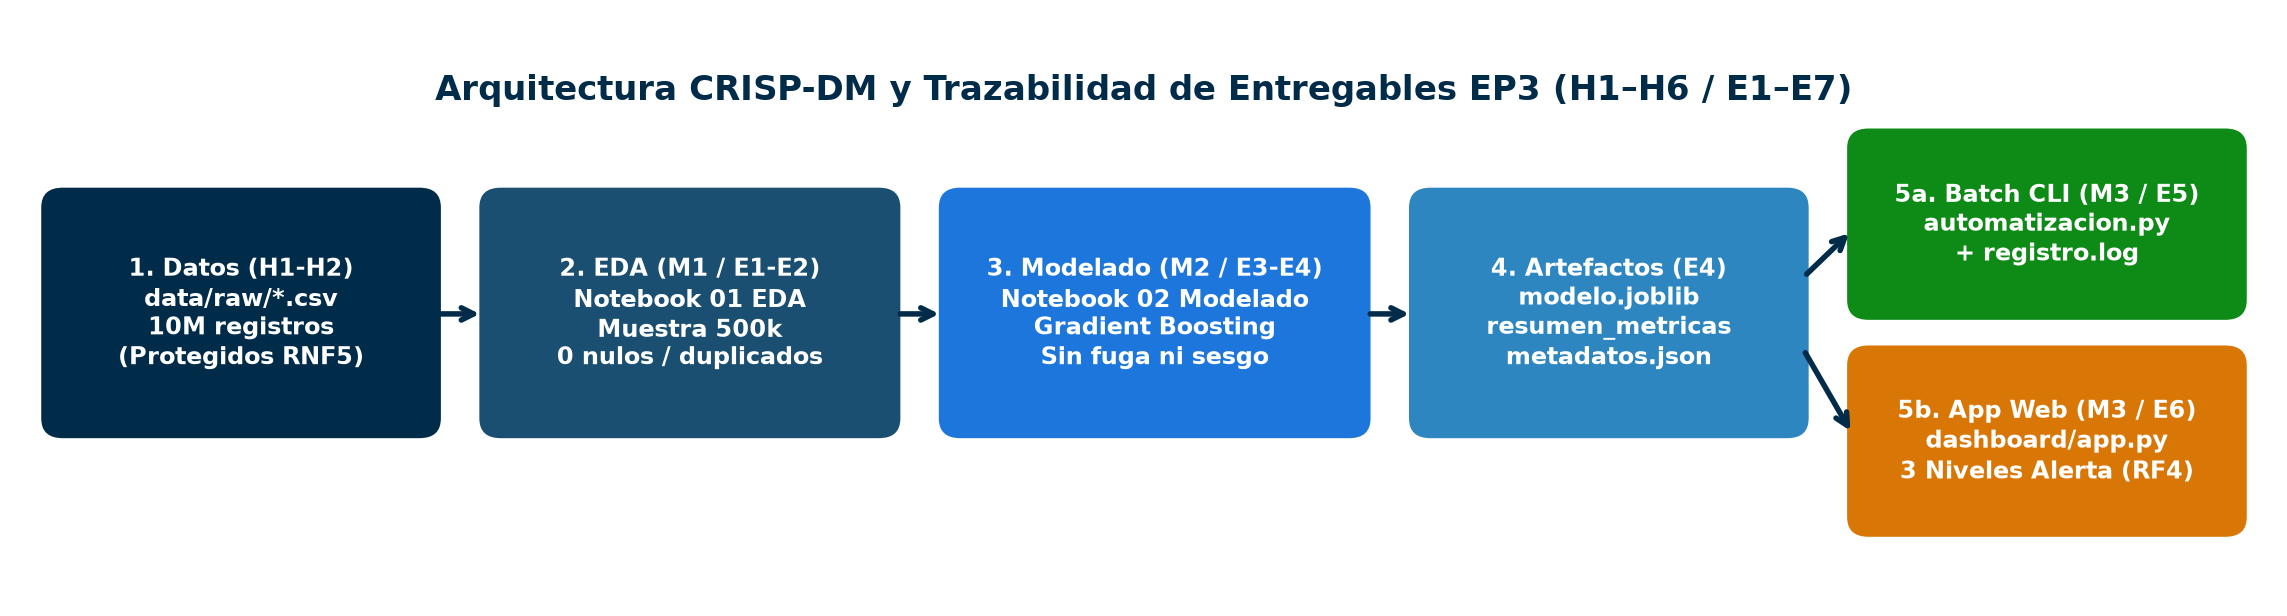 Arquitectura CRISP-DM y Trazabilidad de Entregables EP3 (H1–H6 / E1–E7)
1. Datos (H1-H2)
data/raw/*.csv
10M registros
(Protegidos RNF5)
2. EDA (M1 / E1-E2)
Notebook 01 EDA
Muestra 500k
0 nulos / duplicados
3. Modelado (M2 / E3-E4)
Notebook 02 Modelado
Gradient Boosting
Sin fuga ni sesgo
4. Artefactos (E4)
modelo.joblib
resumen_metricas
metadatos.json
5a. Batch CLI (M3 / E5)
automatizacion.py
+ registro.log
5b. App Web (M3 / E6)
dashboard/app.py
3 Niveles Alerta (RF4)